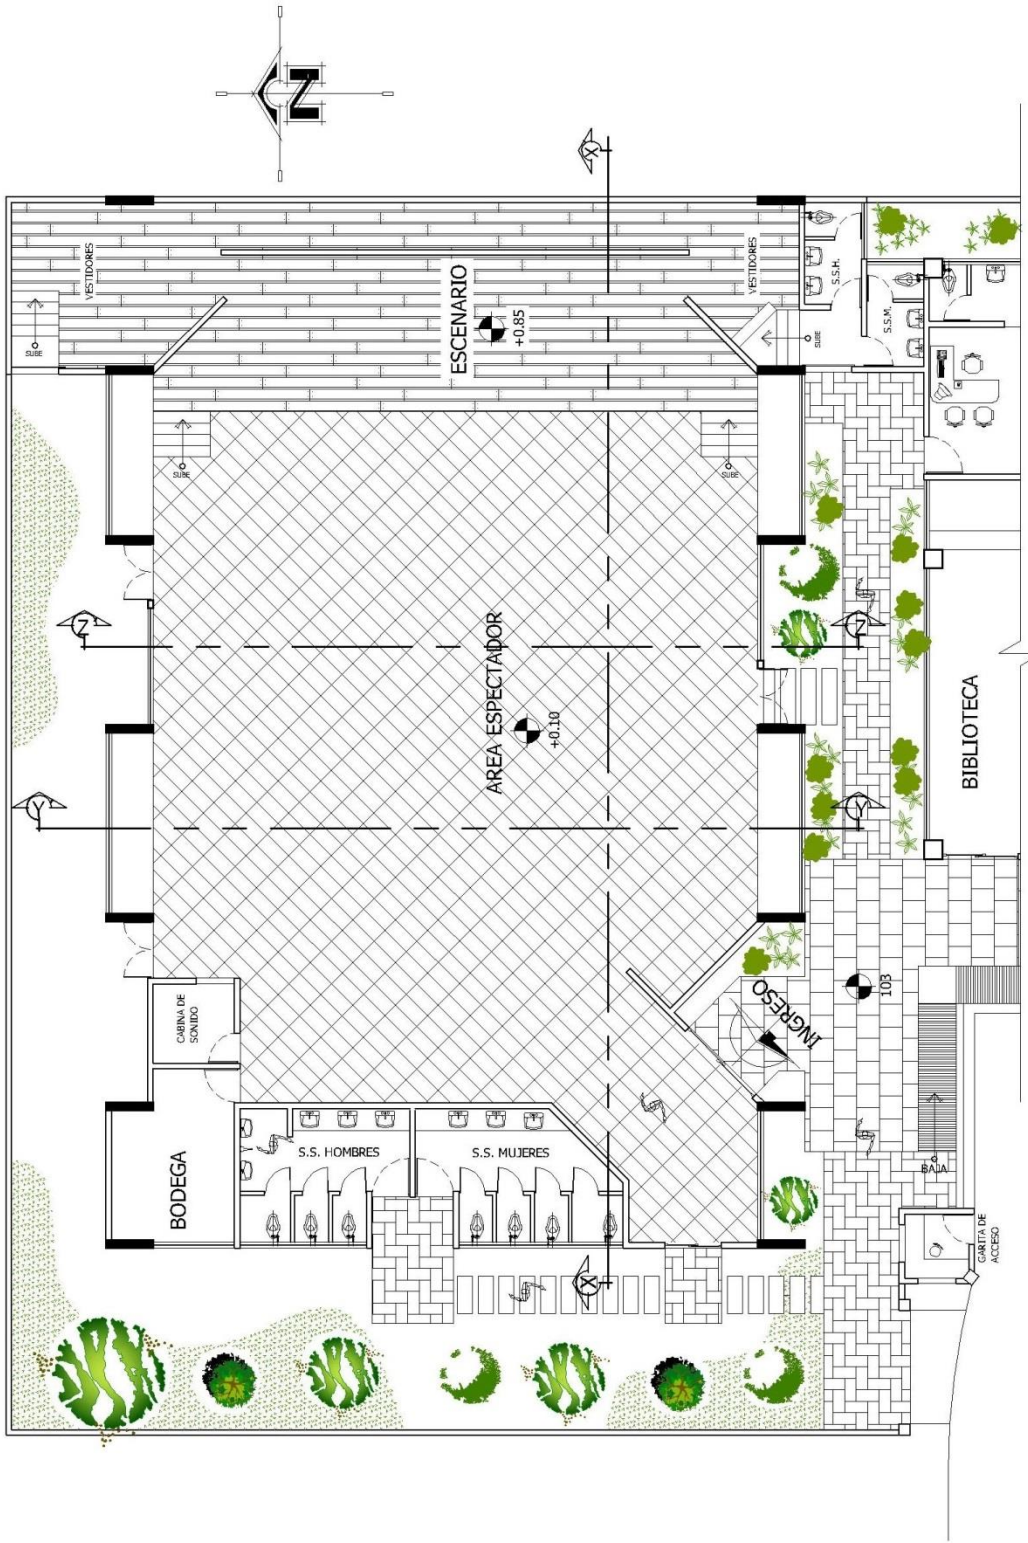 N
X
VESTIDORES
VESTIDORES
S.S.H.
ESCENARIO
+0.85
SUBE
SUBE
S.S.M.
SUBE
SUBE
Z
Z
AREA ESPECTADOR
+0.10
BIBLIOTECA
Y
Y
CABINA DE
SONIDO
INGRESO
103
BODEGA
S.S. HOMBRES
S.S. MUJERES
BAJA
GARITA DE
ACCESO
X